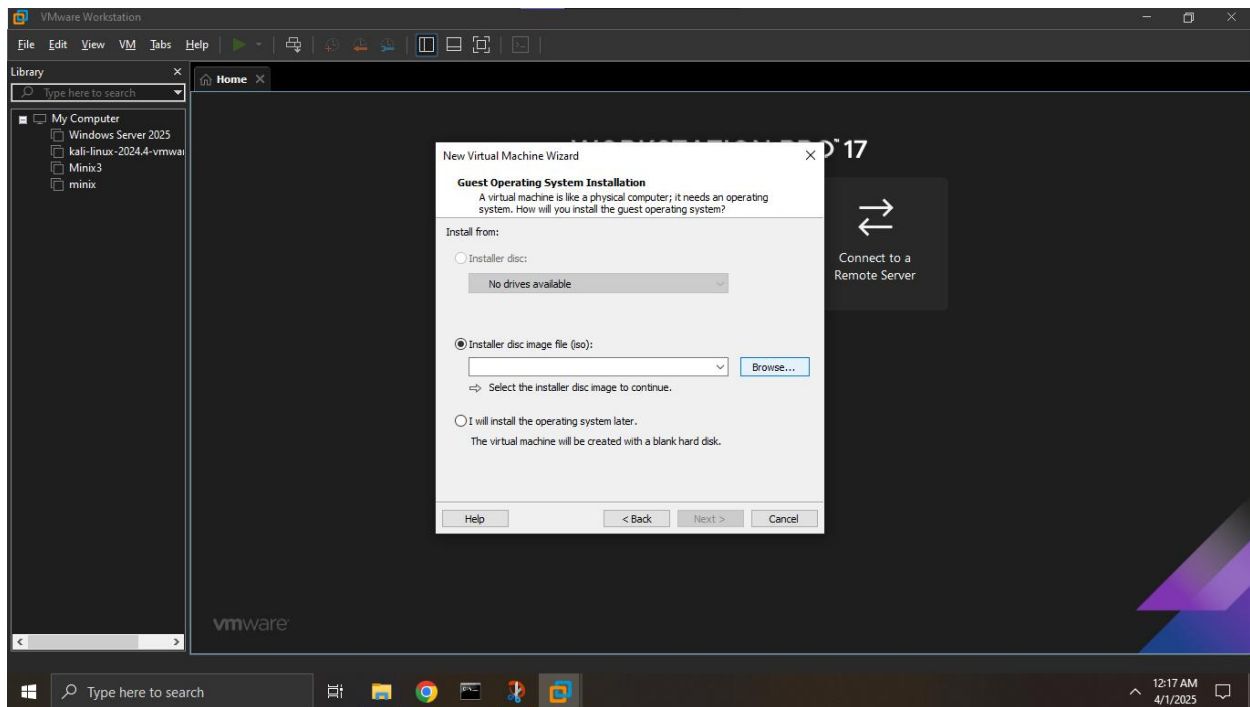 VMware Workstation
File Edit View VM Tabs Help
Library
Type here to search
Home
My Computer
Windows Server 2025
kali-linux-2024.4-vmwar
Minix3
minix
17
New Virtual Machine Wizard
Guest Operating System Installation
A virtual machine is like a physical computer; it needs an operating
system. How will you install the guest operating system?
Install from:
Installer disc:
No drives available
Installer disc image file (iso):
Browse...
Select the installer disc image to continue.
I will install the operating system later.
The virtual machine will be created with a blank hard disk.
Help < Back Next > Cancel
Connect to a
Remote Server
vmware
Type here to search
12:17 AM
4/1/2025